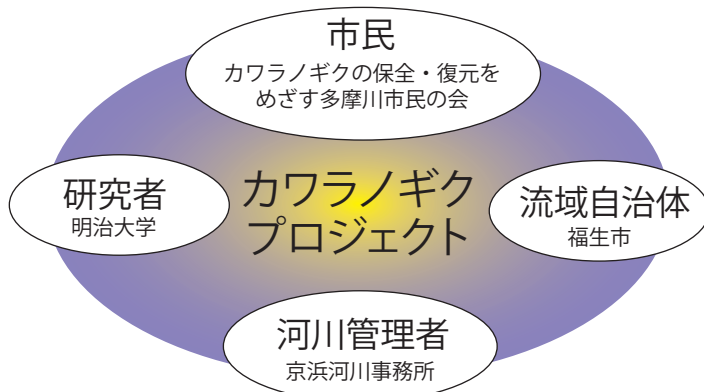 市民
カワラノギクの保全・復元を
めざす多摩川市民の会
研究者
明治大学
カワラノギク
プロジェクト
流域自治体
福生市
河川管理者
京浜河川事務所